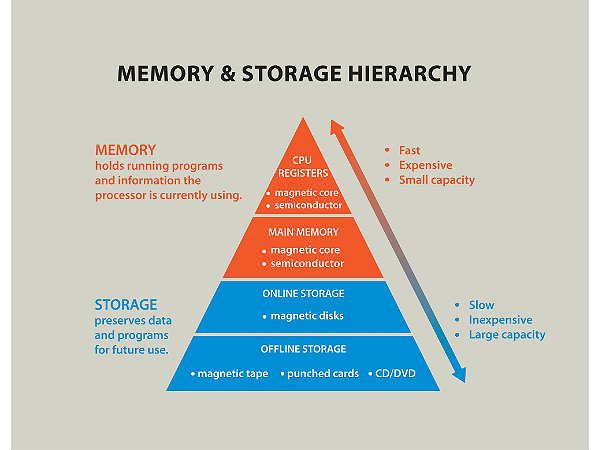 MEMORY & STORAGE HIERARCHY
MEMORY
holds running programs
and information the
processor is currently using.
CPU
REGISTERS
• magnetic core
• semiconductor
• Fast
• Expensive
• Small capacity
MAIN MEMORY
• magnetic core
• semiconductor
STORAGE
preserves data
and programs
for future use.
ONLINE STORAGE
• magnetic disks
• Slow
• Inexpensive
• Large capacity
OFFLINE STORAGE
• magnetic tape • punched cards • CD/DVD